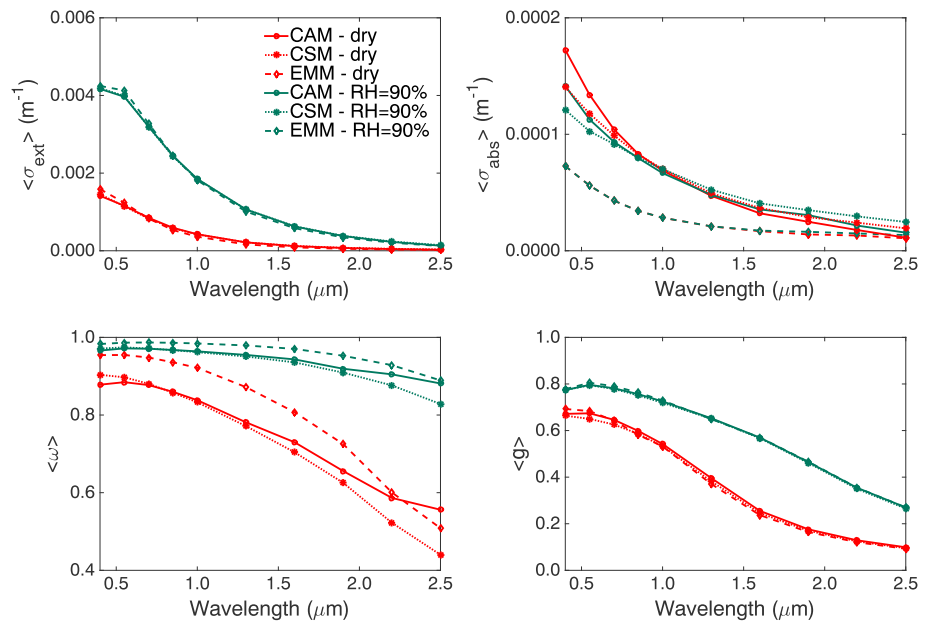 0.006
0.004
0.002
0.000
<σext> (m-1)
CAM - dry
CSM - dry
EMM - dry
CAM - RH=90%
CSM - RH=90%
EMM - RH=90%
0.5 1.0 1.5 2.0 2.5
Wavelength (μm)
0.0002
0.0001
0.0000
<σabs> (m-1)
0.5 1.0 1.5 2.0 2.5
Wavelength (μm)
1.0
0.8
0.6
0.4
<ω>
0.5 1.0 1.5 2.0 2.5
Wavelength (μm)
1.0
0.8
0.6
0.4
0.2
0.0
<g>
0.5 1.0 1.5 2.0 2.5
Wavelength (μm)